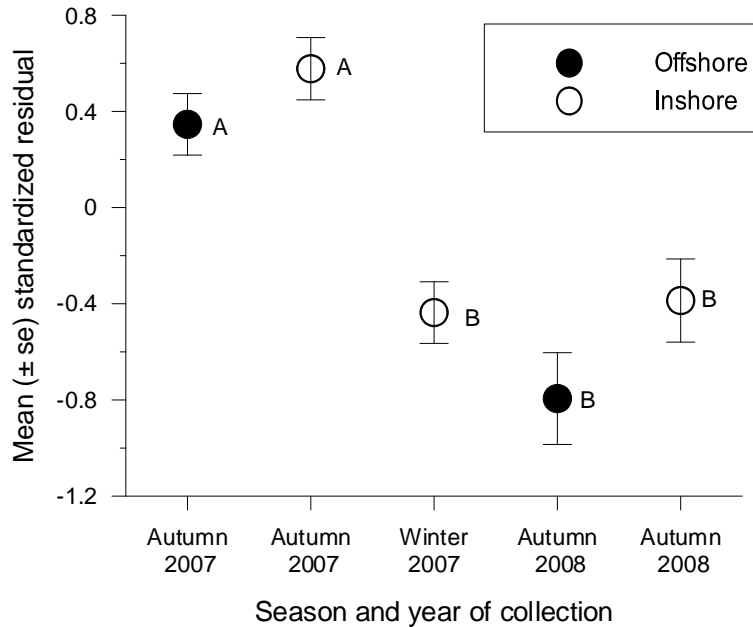 Mean (± se) standardized residual
0.8
0.4
0
-0.4
-0.8
-1.2
A
A
B
B
B
Offshore
Inshore
Autumn
2007
Autumn
2007
Winter
2007
Autumn
2008
Autumn
2008
Season and year of collection